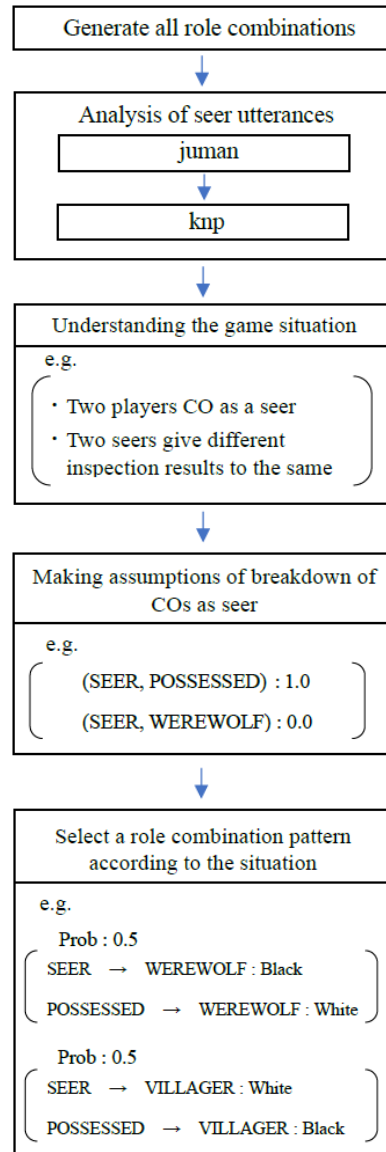 Generate all role combinations
Analysis of seer utterances
juman
knp
Understanding the game situation
e.g.
・Two players CO as a seer
・Two seers give different
inspection results to the same
Making assumptions of breakdown of
COs as seer
e.g.
(SEER, POSSESSED) : 1.0
(SEER, WEREWOLF) : 0.0
Select a role combination pattern
according to the situation
e.g.
Prob : 0.5
SEER → WEREWOLF : Black
POSSESSED → WEREWOLF : White
Prob : 0.5
SEER → VILLAGER : White
POSSESSED → VILLAGER : Black